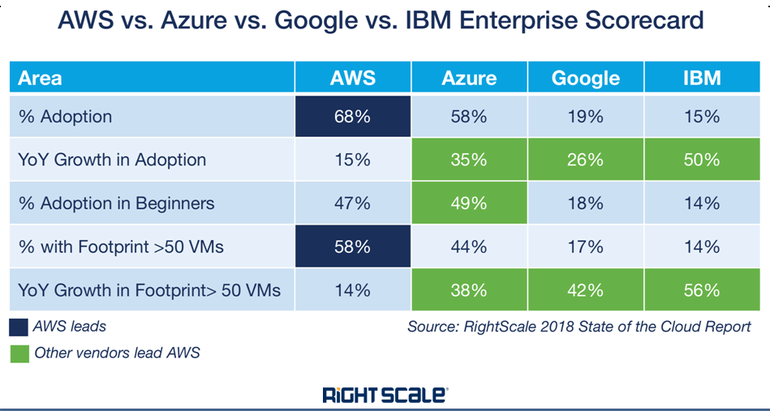 AWS vs. Azure vs. Google vs. IBM Enterprise Scorecard
Area AWS Azure Google IBM
% Adoption 68% 58% 19% 15%
YoY Growth in Adoption 15% 35% 26% 50%
% Adoption in Beginners 47% 49% 18% 14%
% with Footprint >50 VMs 58% 44% 17% 14%
YoY Growth in Footprint> 50 VMs 14% 38% 42% 56%
AWS leads Source: RightScale 2018 State of the Cloud Report
Other vendors lead AWS
RIGHT SCALE